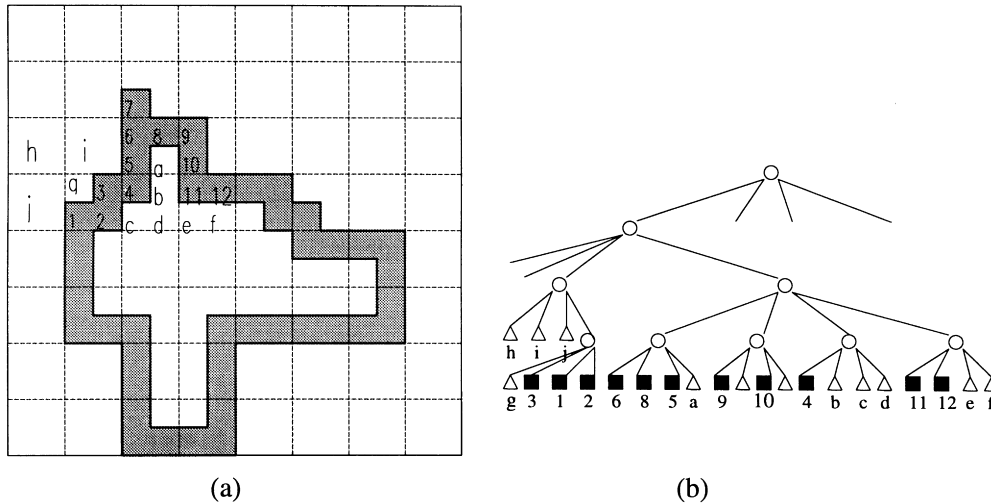 7
6 8 9
h i 5 a 10
q 3 4 b 11 12
j 1 2 c d e f
h i j
g 3 1 2 6 8 5 a 9 10 4 b c d 11 12 e f
(a) (b)